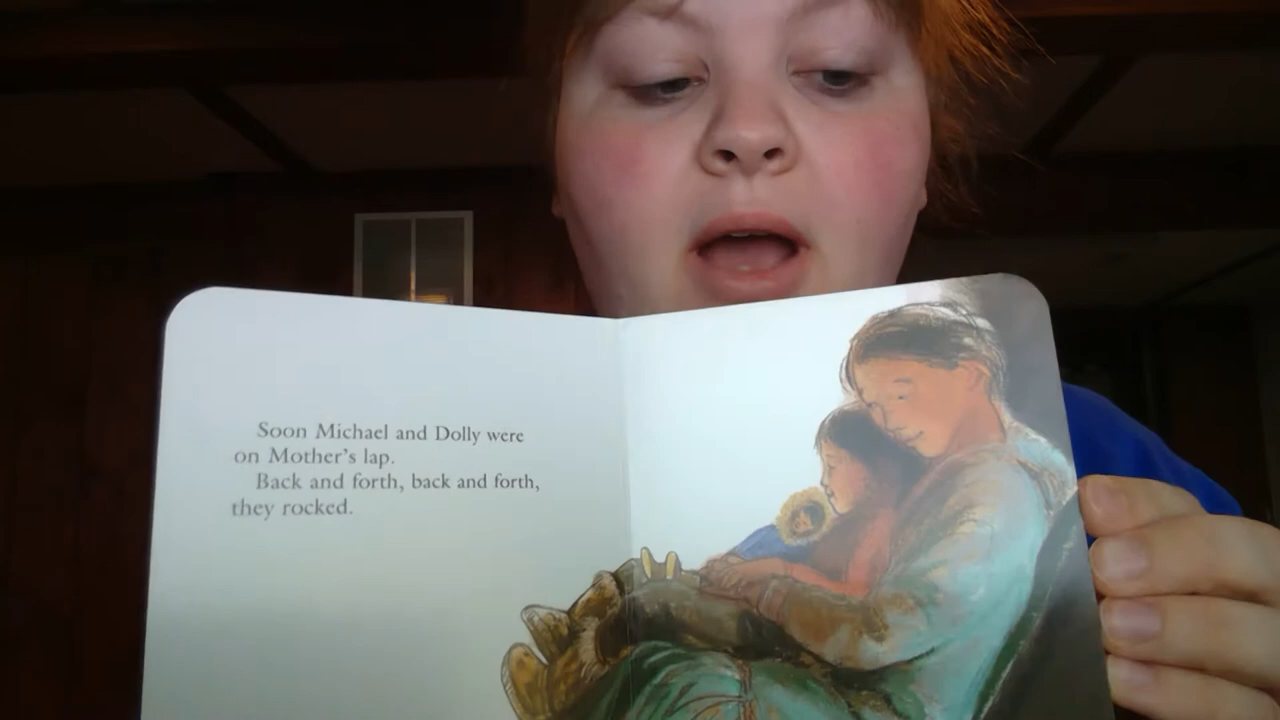 Soon Michael and Dolly were
on Mother's lap.
Back and forth, back and forth,
they rocked.